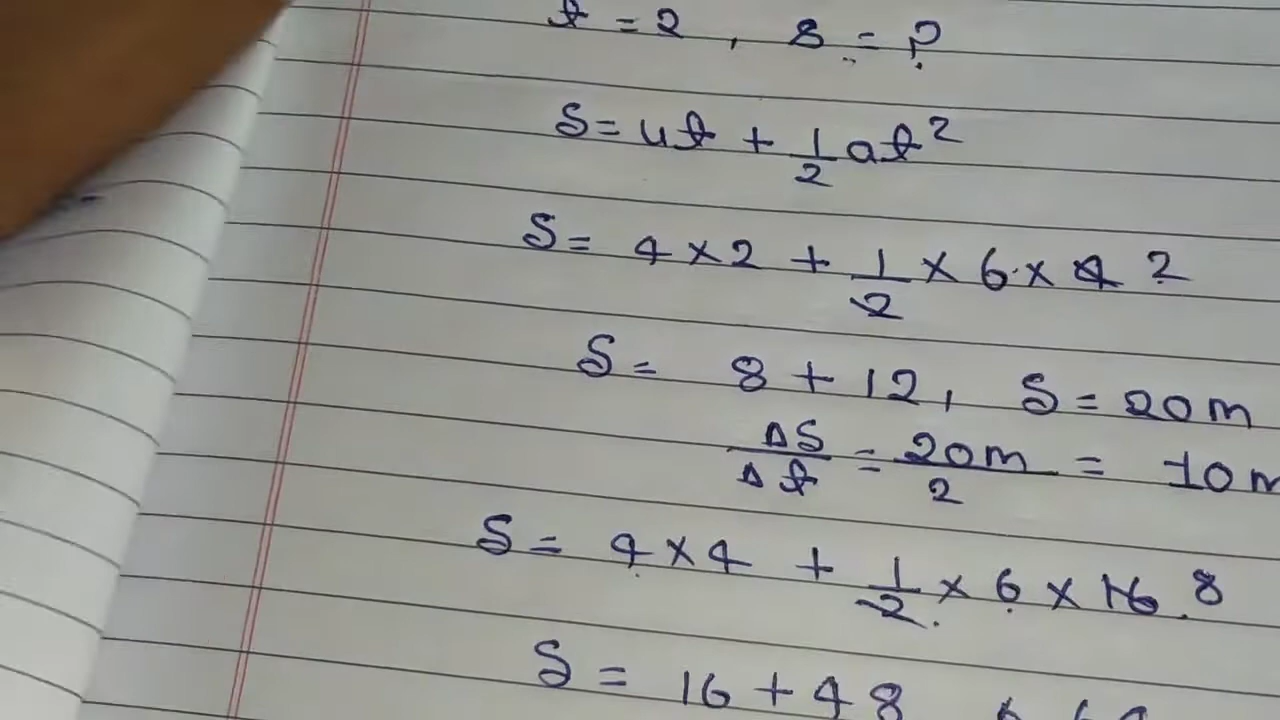 t = 2, s = ?
S = ut + 1/2 at²
S = 4 × 2 + 1/2 × 6 × 4 2
S = 8 + 12, S = 20m
ΔS/Δt = 20m/2 = 10m
S = 4 × 4 + 1/2 × 6 × 16 8
S = 16 + 48